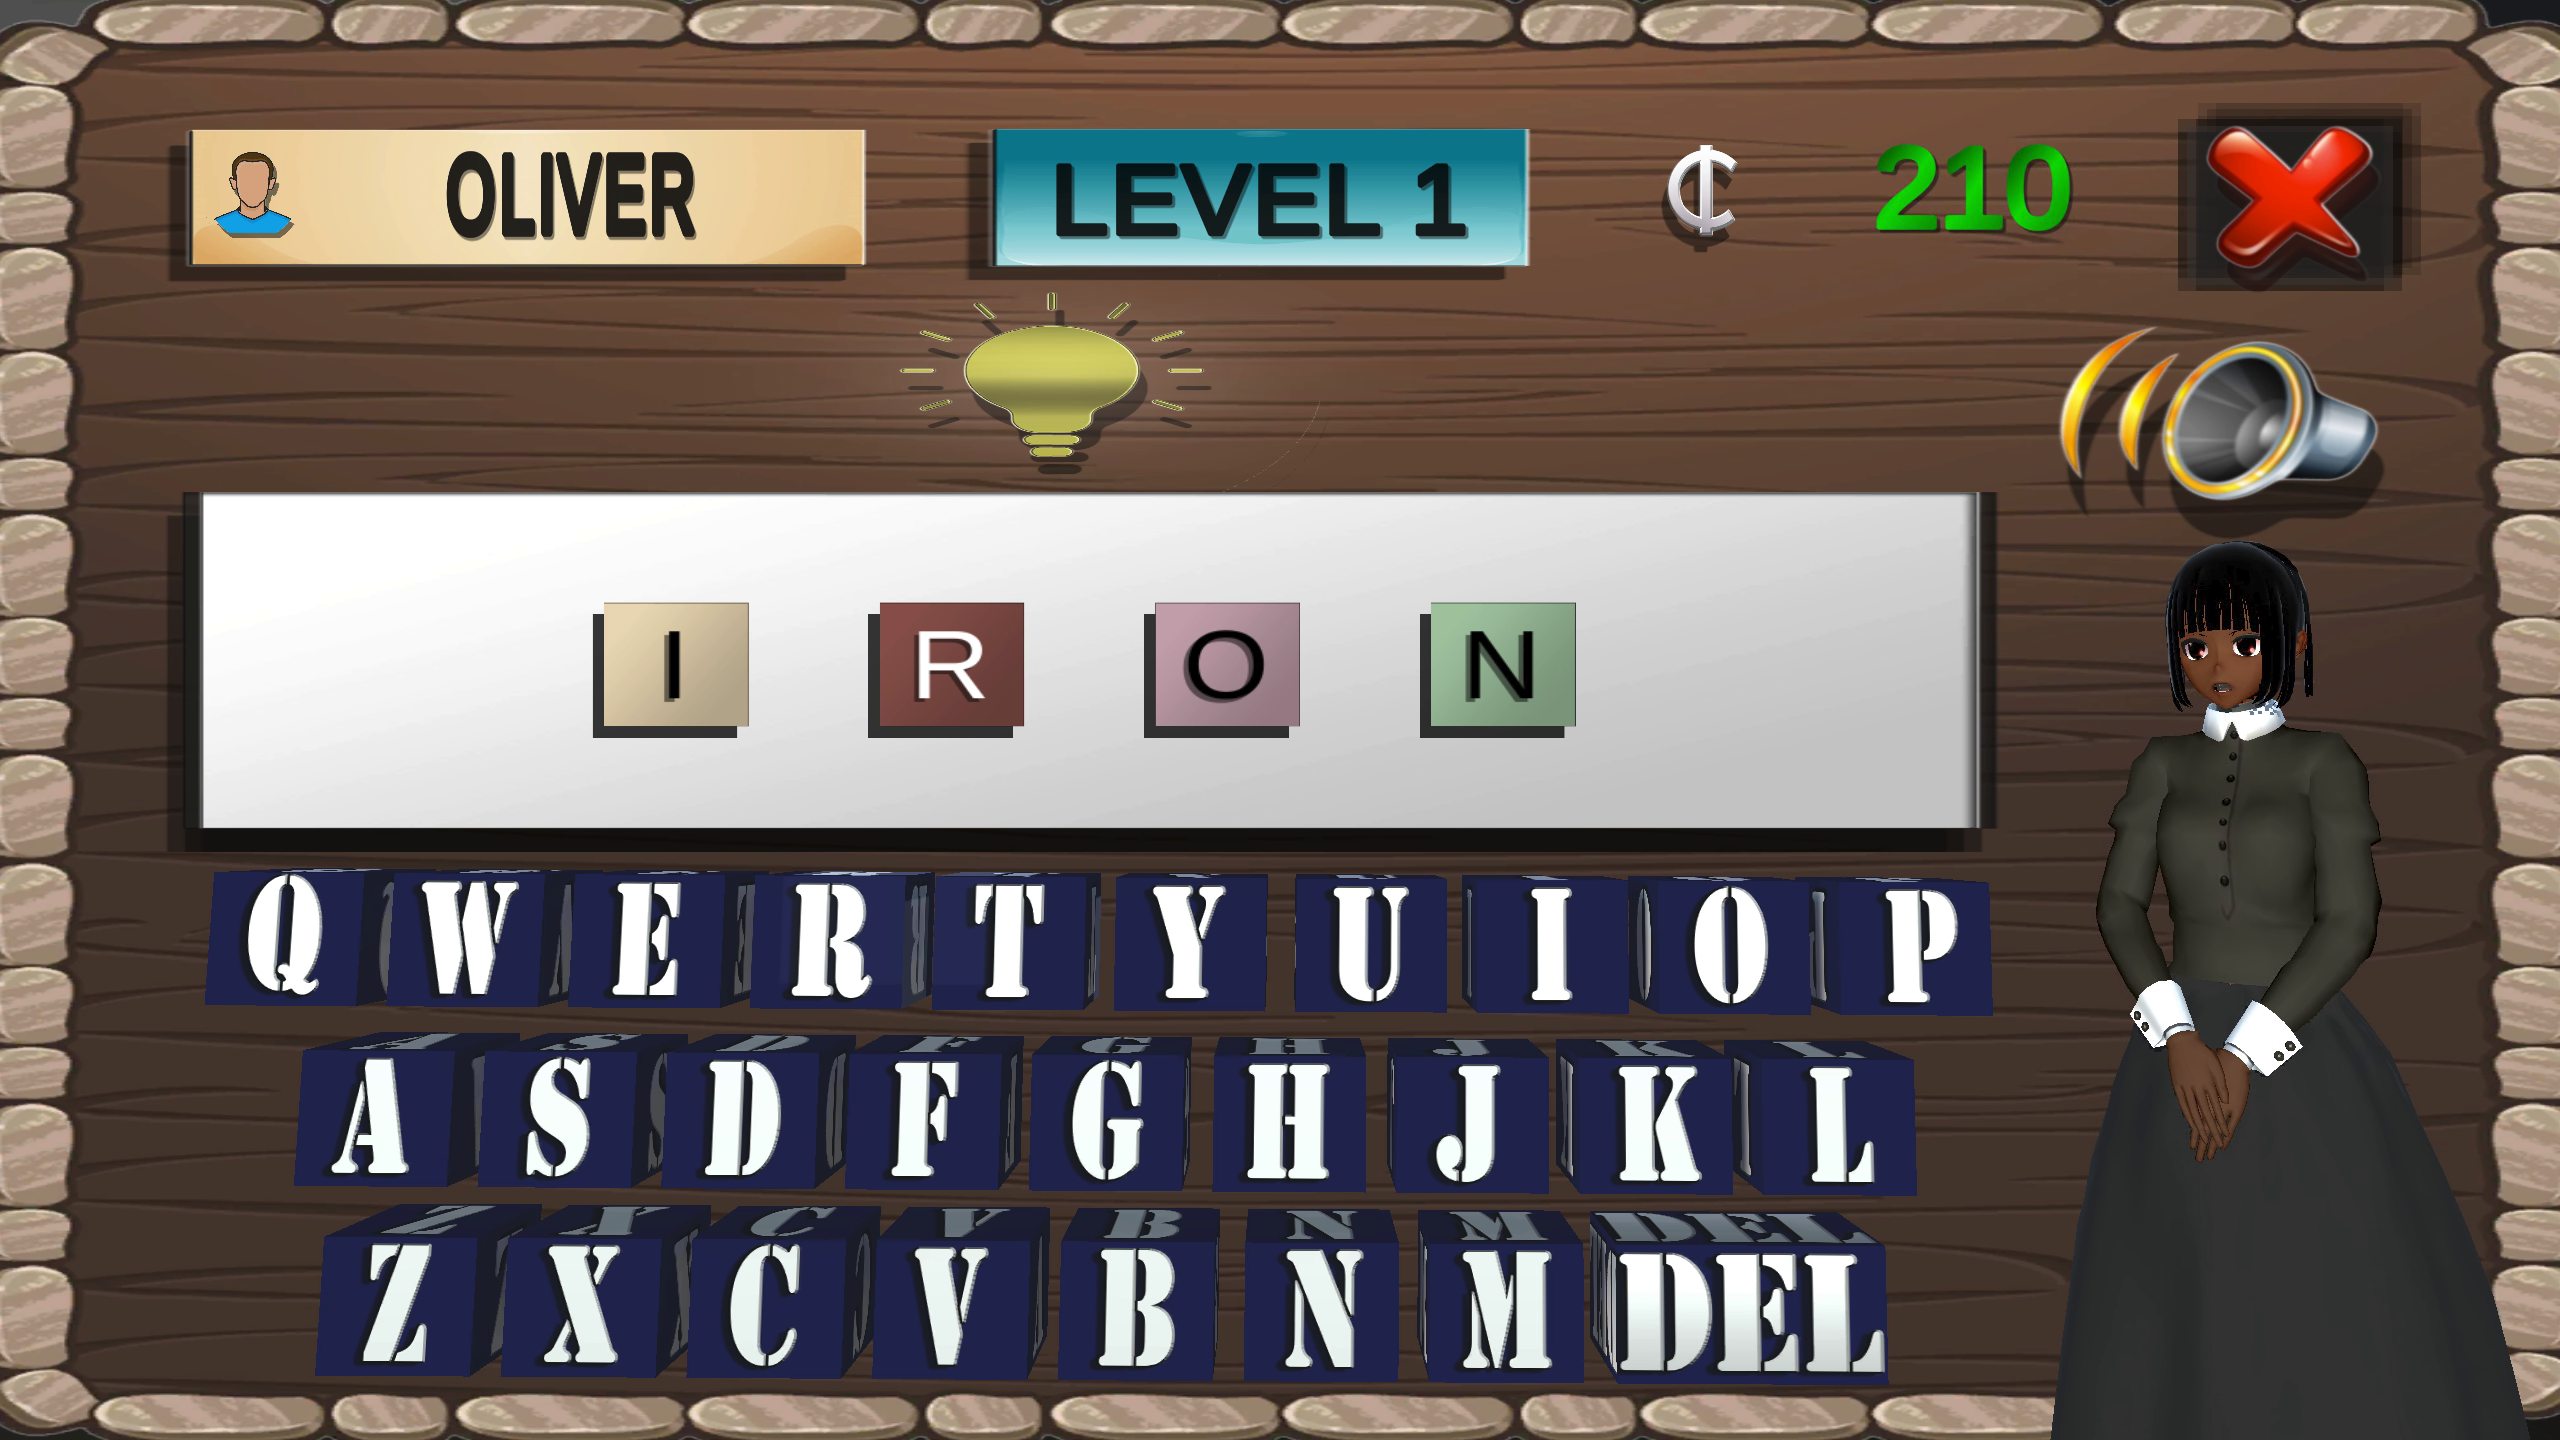 OLIVER
LEVEL 1
₵ 210
I R O N
Q W E R T Y U I O P
A S D F G H J K L
Z X C V B N M DEL